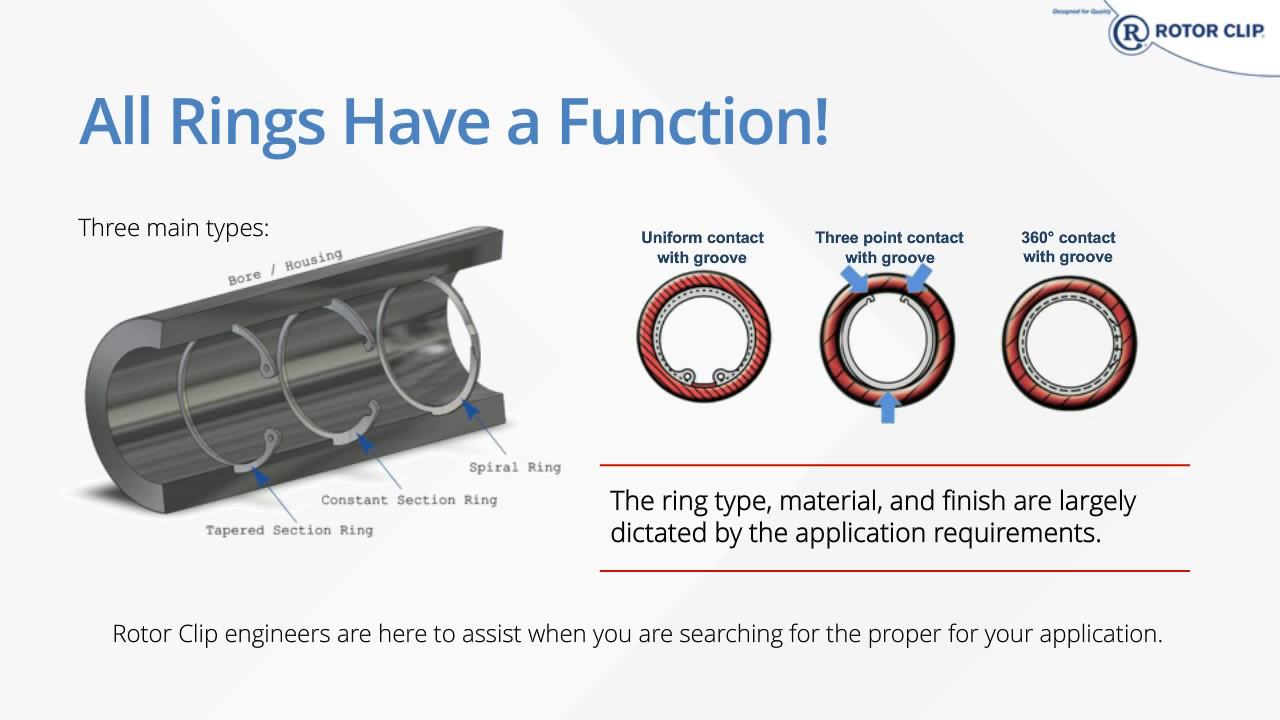 Designed for Quality
R ROTOR CLIP
All Rings Have a Function!
Three main types:
Bore / Housing
Spiral Ring
Constant Section Ring
Tapered Section Ring
Uniform contact
with groove
Three point contact
with groove
360° contact
with groove
The ring type, material, and finish are largely
dictated by the application requirements.
Rotor Clip engineers are here to assist when you are searching for the proper for your application.